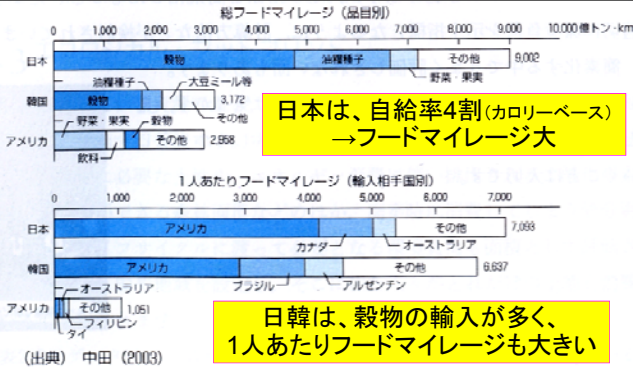 総フードマイレージ（品目別）
0 1,000 2,000 3,000 4,000 5,000 6,000 7,000 8,000 9,000 10,000億トン・km
日本 穀物 油糧種子 その他 9,002
野菜・果実
油糧種子 大豆ミール等
韓国 穀物 3,172
その他
野菜・果実 穀物
アメリカ その他 2,958
飲料
日本は、自給率4割(カロリーベース)
→フードマイレージ大
1人あたりフードマイレージ（輸入相手国別）
0 1,000 2,000 3,000 4,000 5,000 6,000 7,000
日本 アメリカ その他 7,093
カナダ オーストラリア
韓国 アメリカ その他 6,637
ブラジル アルゼンチン
オーストラリア
アメリカ その他 1,051
フィリピン
タイ
日韓は、穀物の輸入が多く、
1人あたりフードマイレージも大きい
(出典) 中田(2003)